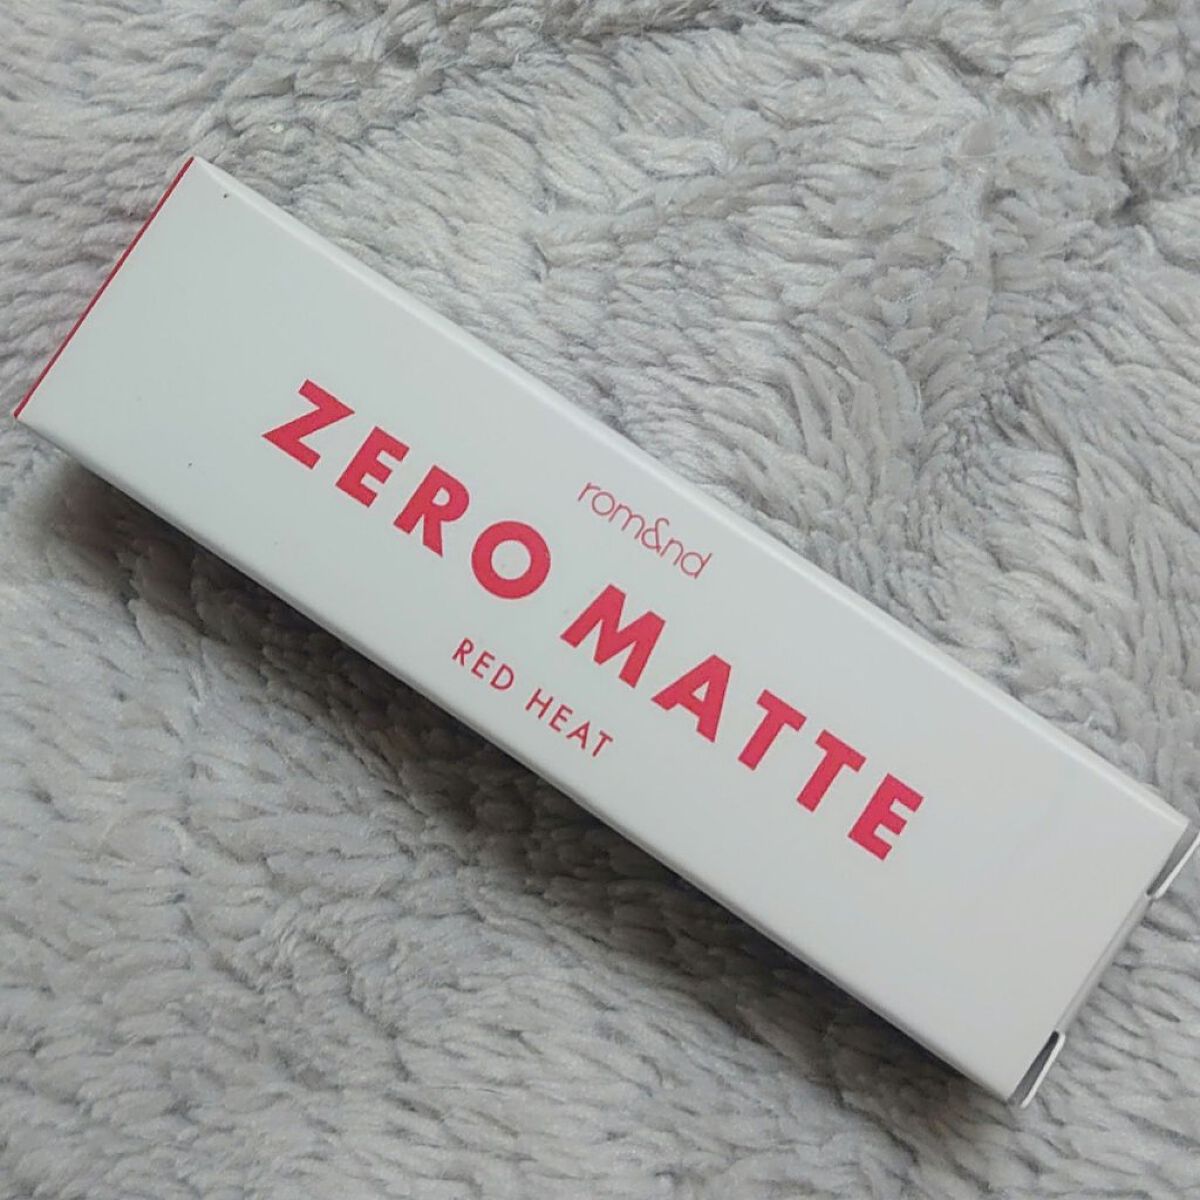 rom&nd
ZERO MATTE
RED HEAT